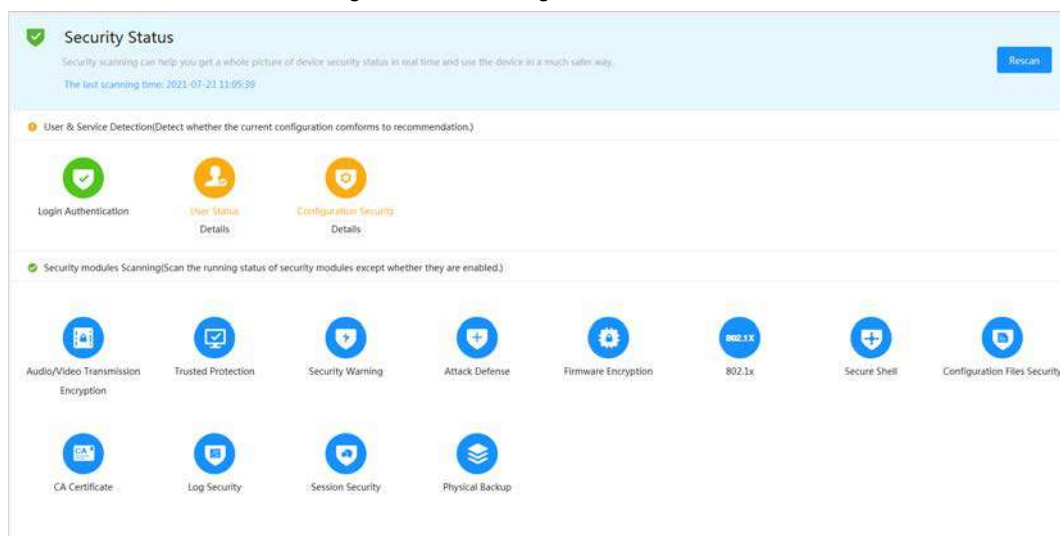 Security Status
Security scanning can help you get a whole picture of device security status in real time and use the device in a much safer way.
Rescan
The last scanning time: 2021-07-23 11:05:39
User & Service Detection(Detect whether the current configuration comforms to recommendation.)
Login Authentication
User Status
Configuration Security
Details
Details
Security modules Scanning(Scan the running status of security modules except whether they are enabled.)
802.1X
Audio/Video Transmission
Encryption
Trusted Protection
Security Warning
Attack Defense
Firmware Encryption
802.1x
Secure Shell
Configuration Files Security
CA
CA Certificate
Log Security
Session Security
Physical Backup